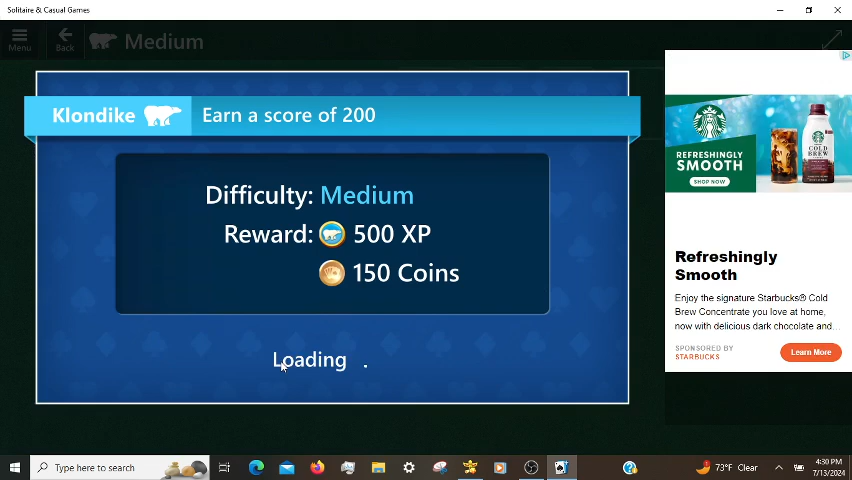 Solitaire & Casual Games
Menu
Back
Medium
Klondike
Earn a score of 200
Difficulty: Medium
Reward: 500 XP
150 Coins
Loading .
REFRESHINGLY
SMOOTH
SHOP NOW
COLD
BREW
Refreshingly
Smooth
Enjoy the signature Starbucks® Cold
Brew Concentrate you love at home,
now with delicious dark chocolate and...
SPONSORED BY
STARBUCKS
Learn More
Type here to search
73°F Clear
4:30 PM
7/13/2024